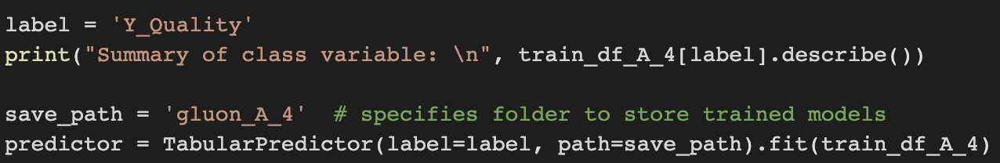 label = 'Y_Quality'
print("Summary of class variable: \n", train_df_A_4[label].describe())
save_path = 'gluon_A_4'  # specifies folder to store trained models
predictor = TabularPredictor(label=label, path=save_path).fit(train_df_A_4)